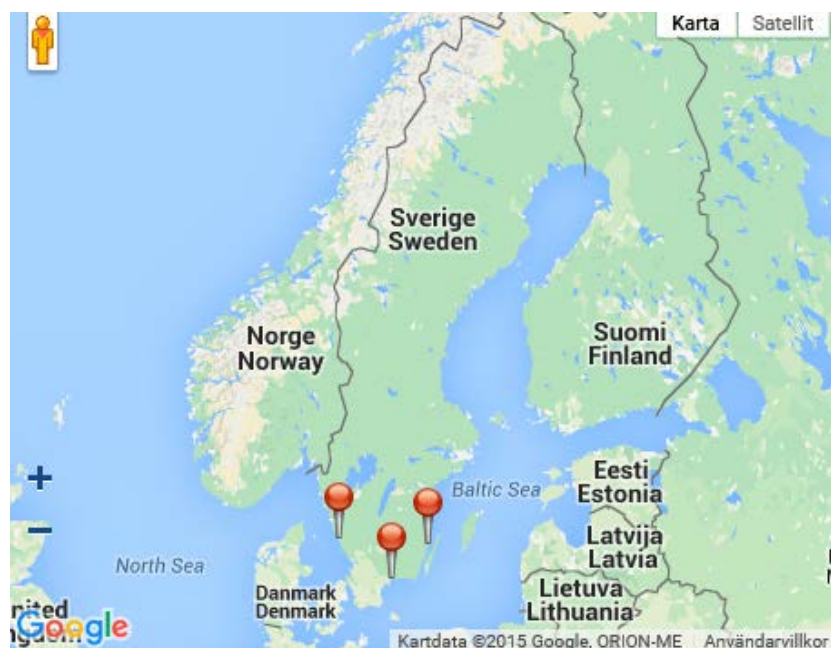 Karta
Satellit
Sverige
Sweden
Norge
Norway
Suomi
Finland
+
Baltic Sea
Eesti
Estonia
−
North Sea
Latvija
Latvia
Danmark
Denmark
Lietuva
Lithuania
Google
Kartdata ©2015 Google, ORION-ME
Användarvillkor